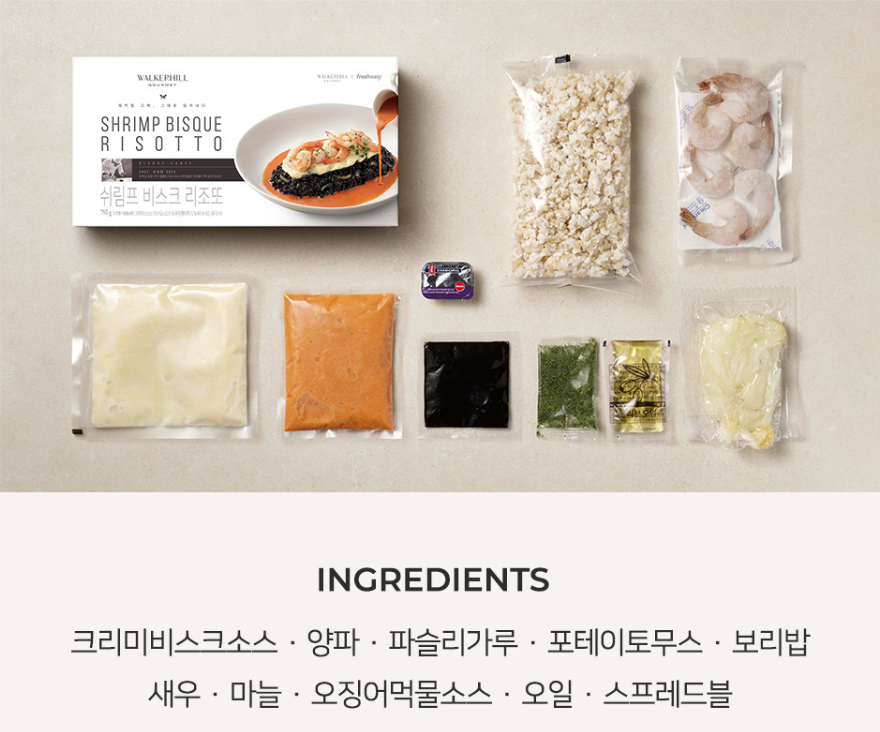 WALKERHILL
GOURMET
WALKERHILL × fresheasy
SHRIMP BISQUE
RISOTTO
쉬림프 비스크 리조또
INGREDIENTS
크리미비스크소스 · 양파 · 파슬리가루 · 포테이토무스 · 보리밥
새우 · 마늘 · 오징어먹물소스 · 오일 · 스프레드블